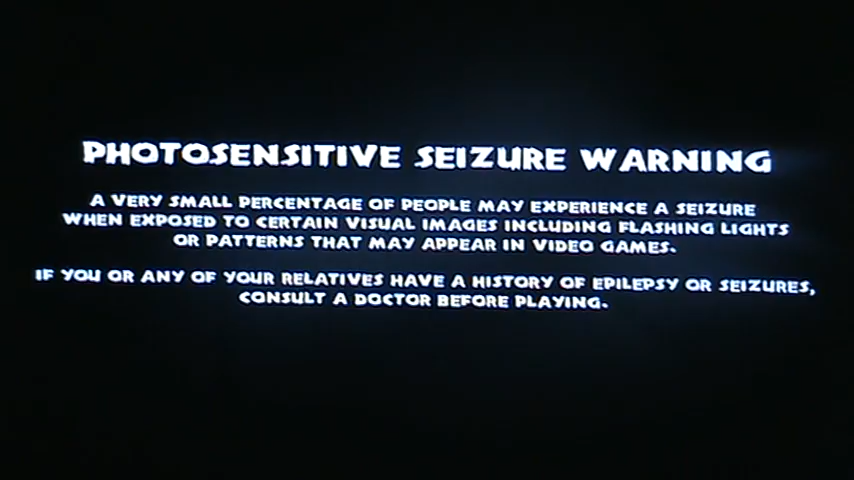 PHOTOSENSITIVE SEIZURE WARNING
A VERY SMALL PERCENTAGE OF PEOPLE MAY EXPERIENCE A SEIZURE
WHEN EXPOSED TO CERTAIN VISUAL IMAGES INCLUDING FLASHING LIGHTS
OR PATTERNS THAT MAY APPEAR IN VIDEO GAMES.
IF YOU OR ANY OF YOUR RELATIVES HAVE A HISTORY OF EPILEPSY OR SEIZURES,
CONSULT A DOCTOR BEFORE PLAYING.